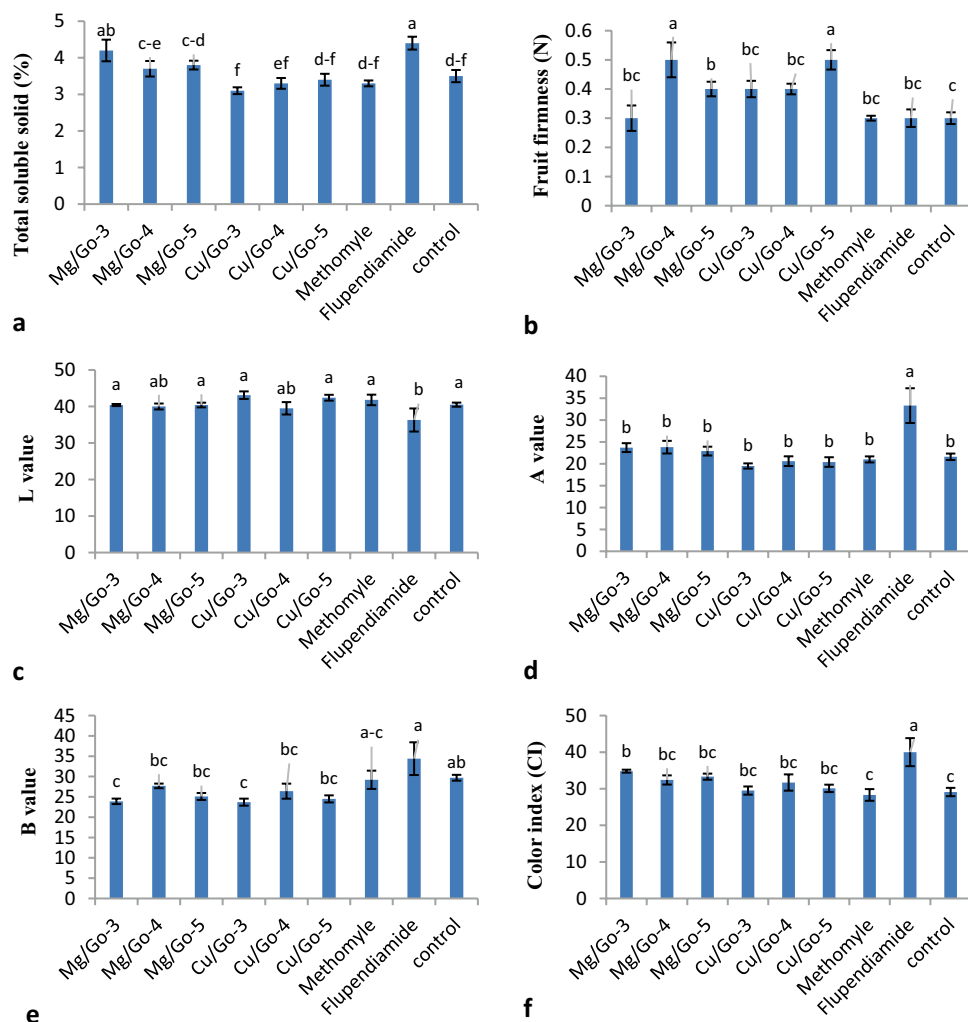 Total soluble solid (%)
5
4
3
2
1
0
ab
c-e
c-d
f
ef
d-f
d-f
a
d-f
Mg/Go-3
Mg/Go-4
Mg/Go-5
Cu/Go-3
Cu/Go-4
Cu/Go-5
Methomyle
Flupendiamide
control
a
Fruit firmness (N)
0.6
0.5
0.4
0.3
0.2
0.1
0
bc
a
b
bc
bc
a
bc
bc
c
Mg/Go-3
Mg/Go-4
Mg/Go-5
Cu/Go-3
Cu/Go-4
Cu/Go-5
Methomyle
Flupendiamide
control
b
L value
50
40
30
20
10
0
a
ab
a
a
ab
a
a
b
a
Mg/Go-3
Mg/Go-4
Mg/Go-5
Cu/Go-3
Cu/Go-4
Cu/Go-5
Methomyle
Flupendiamide
control
c
A value
40
35
30
25
20
15
10
5
0
b
b
b
b
b
b
b
a
b
Mg/Go-3
Mg/Go-4
Mg/Go-5
Cu/Go-3
Cu/Go-4
Cu/Go-5
Methomyle
Flupendiamide
control
d
B value
45
40
35
30
25
20
15
10
5
0
c
bc
bc
c
bc
bc
a-c
a
ab
Mg/Go-3
Mg/Go-4
Mg/Go-5
Cu/Go-3
Cu/Go-4
Cu/Go-5
Methomyle
Flupendiamide
control
e
Color index (CI)
50
40
30
20
10
0
b
bc
bc
bc
bc
bc
c
a
c
Mg/Go-3
Mg/Go-4
Mg/Go-5
Cu/Go-3
Cu/Go-4
Cu/Go-5
Methomyle
Flupendiamide
control
f